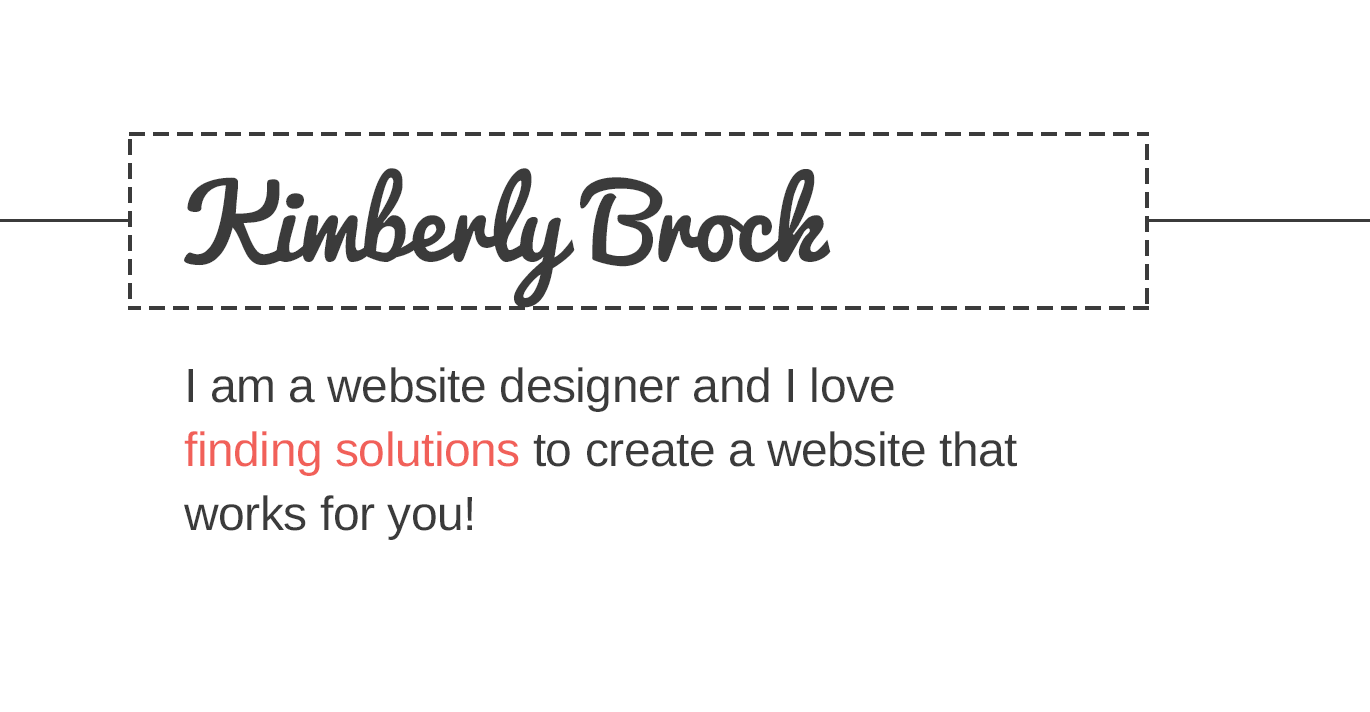 Kimberly Brock
I am a website designer and I love
finding solutions to create a website that
works for you!